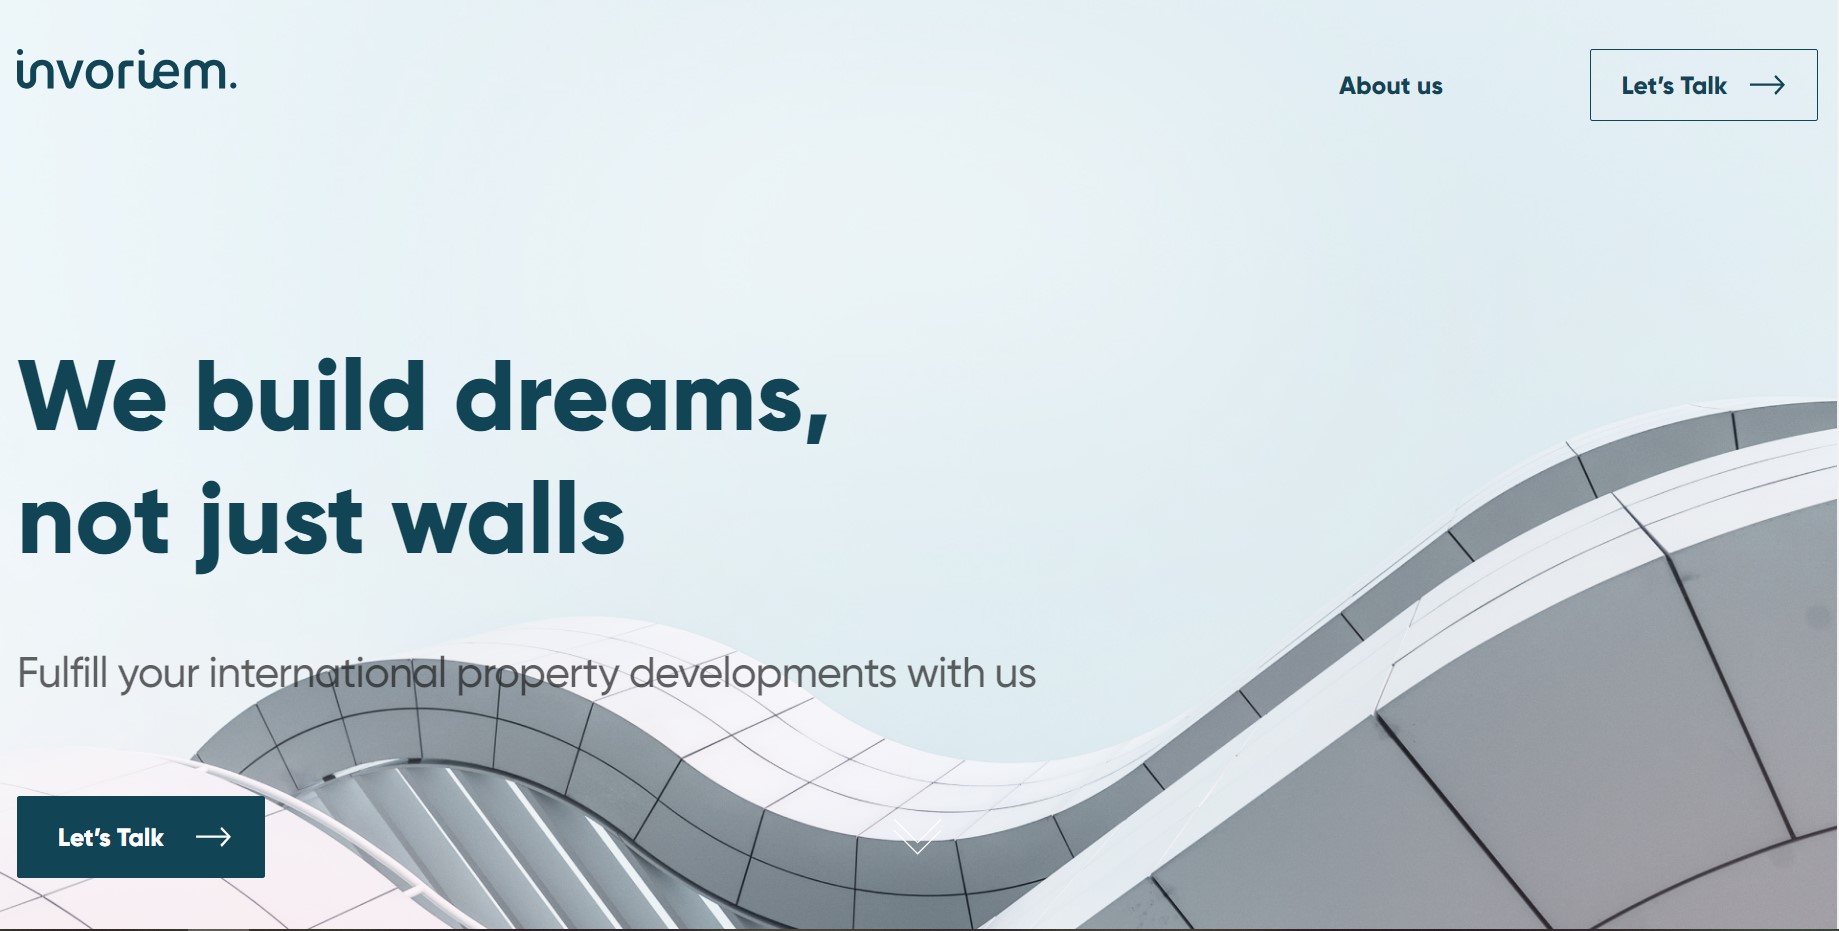 invoriem.
About us
Let's Talk
We build dreams,
not just walls
Fulfill your international property developments with us
Let's Talk